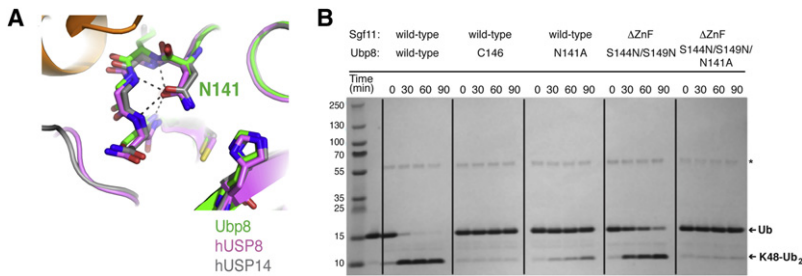 A
N141
Ubp8
hUSP8
hUSP14
B
Sgf11: wild-type wild-type wild-type ΔZnF ΔZnF
Ubp8: wild-type C146 N141A S144N/S149N S144N/S149N/
N141A
Time
(min) 0 30 60 90 0 30 60 90 0 30 60 90 0 30 60 90 0 30 60 90
250
130
100
70
55
35
25
15
10
*
Ub
K48-Ub2